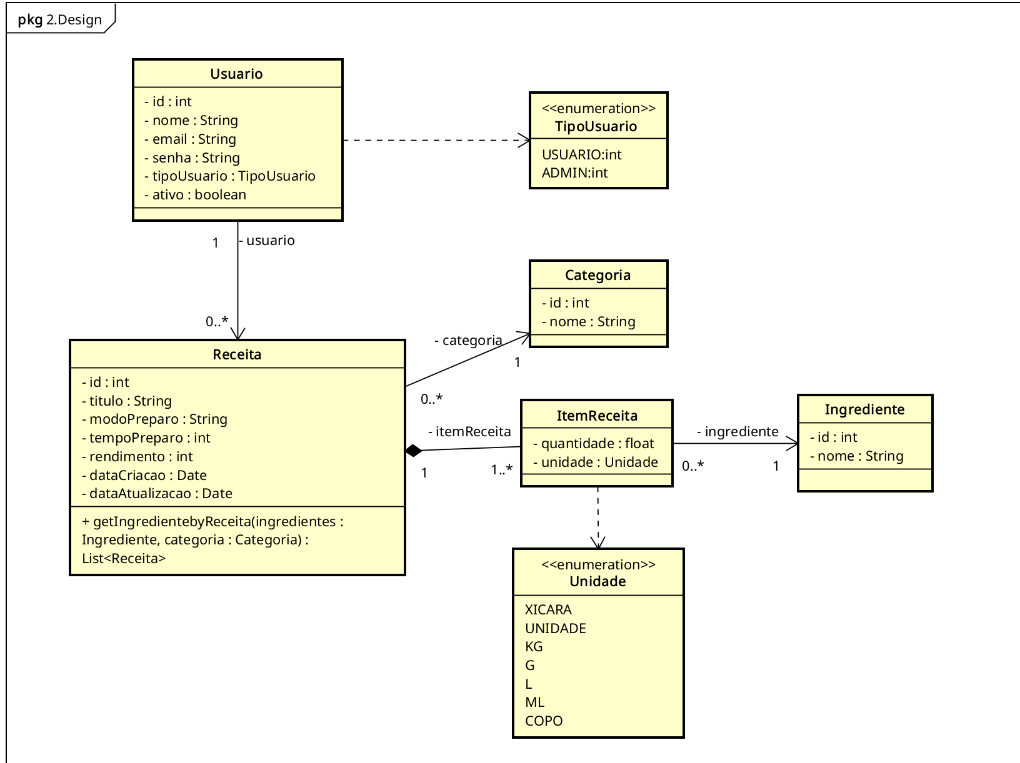 pkg 2.Design
Usuario
- id : int
- nome : String
- email : String
- senha : String
- tipoUsuario : TipoUsuario
- ativo : boolean
<<enumeration>>
TipoUsuario
USUARIO:int
ADMIN:int
1
- usuario
0..*
Categoria
- id : int
- nome : String
- categoria
1
0..*
Receita
- id : int
- titulo : String
- modoPreparo : String
- tempoPreparo : int
- rendimento : int
- dataCriacao : Date
- dataAtualizacao : Date
+ getIngredientebyReceita(ingredientes :
Ingrediente, categoria : Categoria) :
List<Receita>
- itemReceita
1
1..*
ItemReceita
- quantidade : float
- unidade : Unidade
- ingrediente
0..*
1
Ingrediente
- id : int
- nome : String
<<enumeration>>
Unidade
XICARA
UNIDADE
KG
G
L
ML
COPO